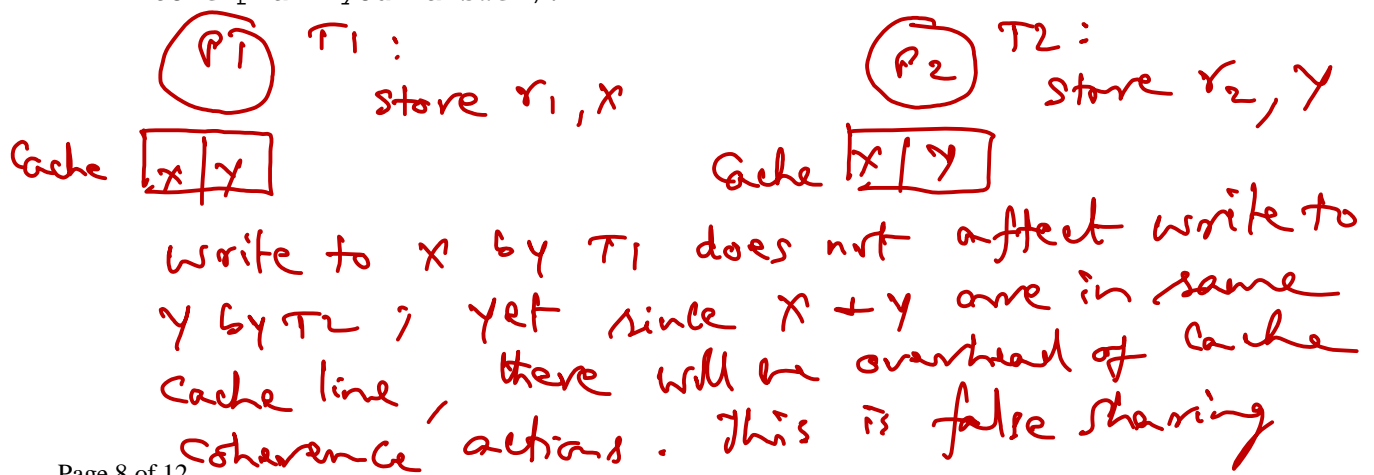 P1 T1 : P2 T2 :
store r1, X store r2, Y
Cache X Y Cache X Y
write to X by T1 does not affect write to
Y by T2 ; yet since X + Y are in same
cache line, there will be overhead of cache
coherence actions. This is false sharing
Page 8 of 12